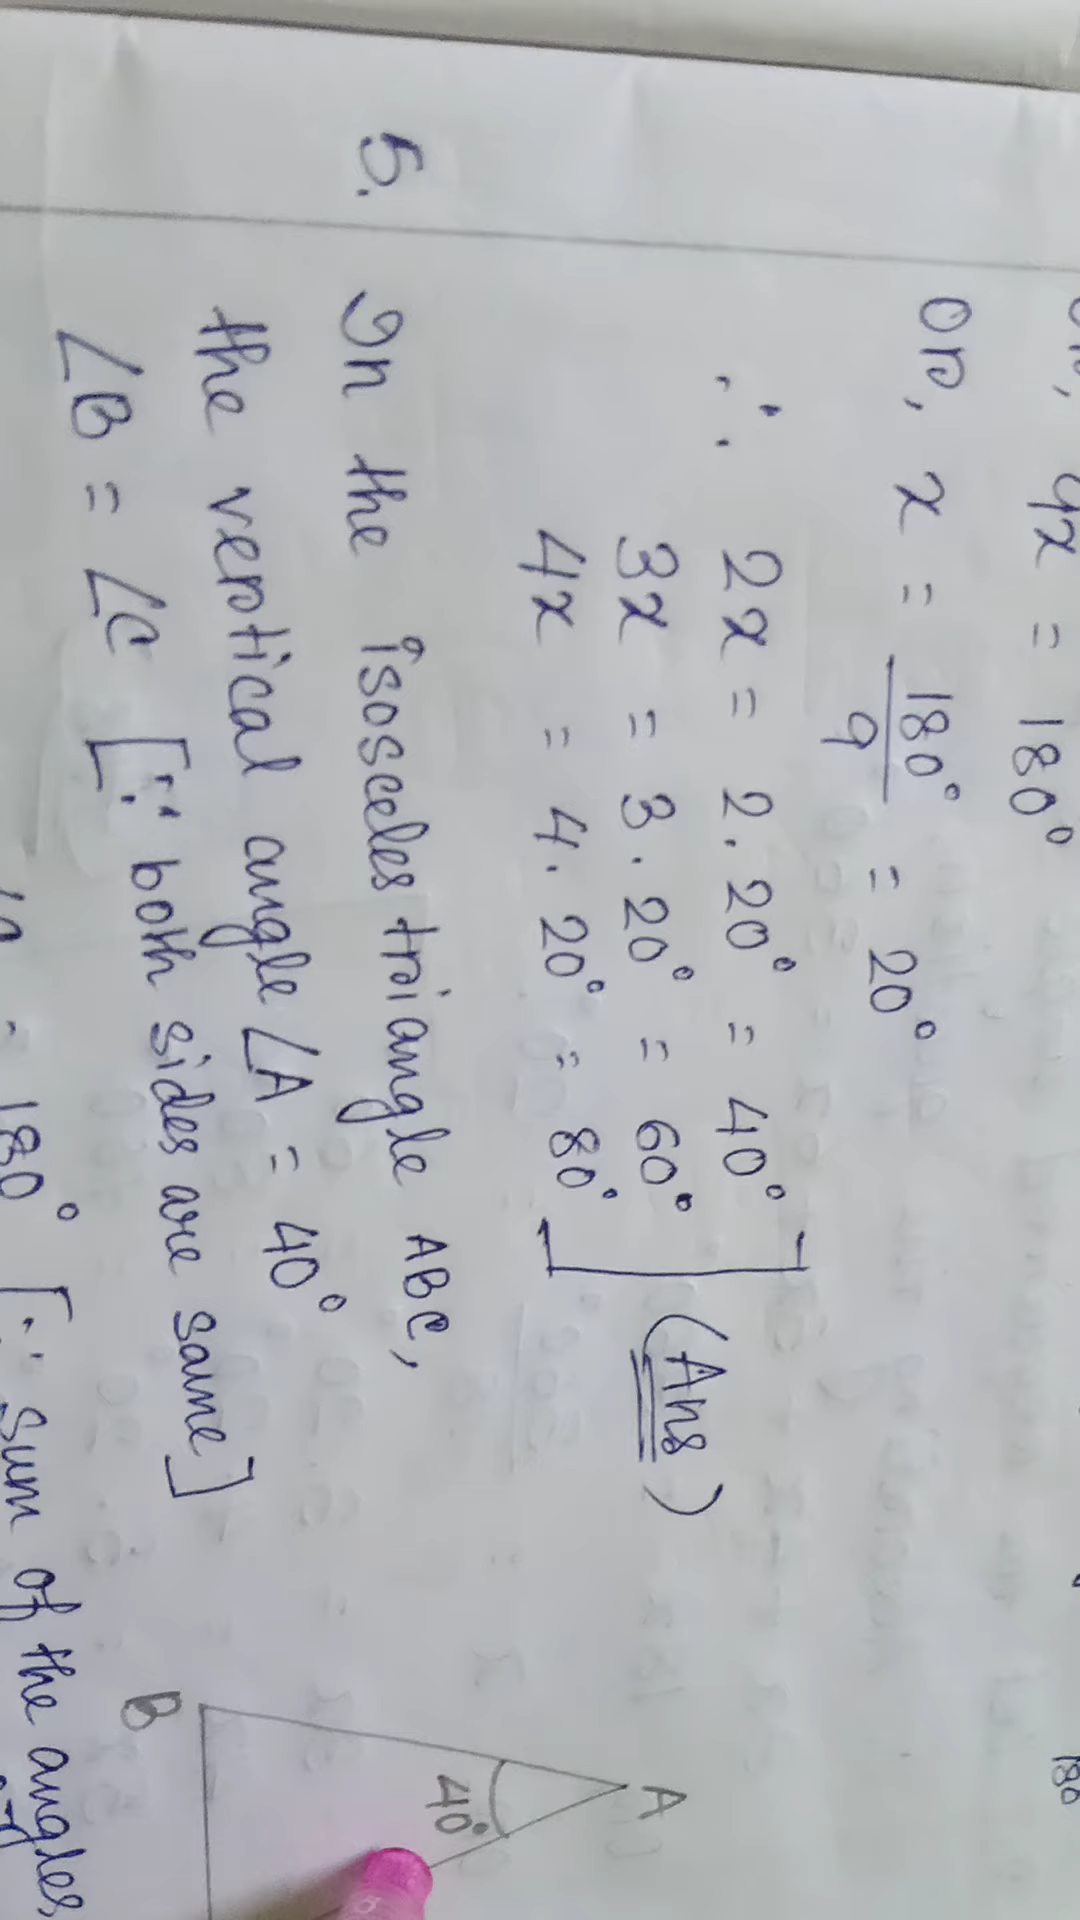 9x = 180°
or, x = 180°/9 = 20°
∴ 2x = 2.20° = 40°
3x = 3.20° = 60°
4x = 4.20° = 80°
(Ans)
5. In the isosceles triangle ABC,
the vertical angle ∠A = 40°
∠B = ∠C [∵ both sides are same]
= 180° [∵ Sum of the angles
A
40°
B
180